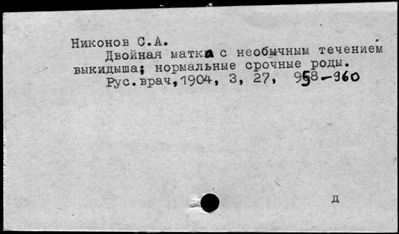 Никонов С.А.
Двойная матка с необычным течением
выкидыша; нормальные срочные роды.
Рус.врач,1904, 3, 27, 958-960
Д